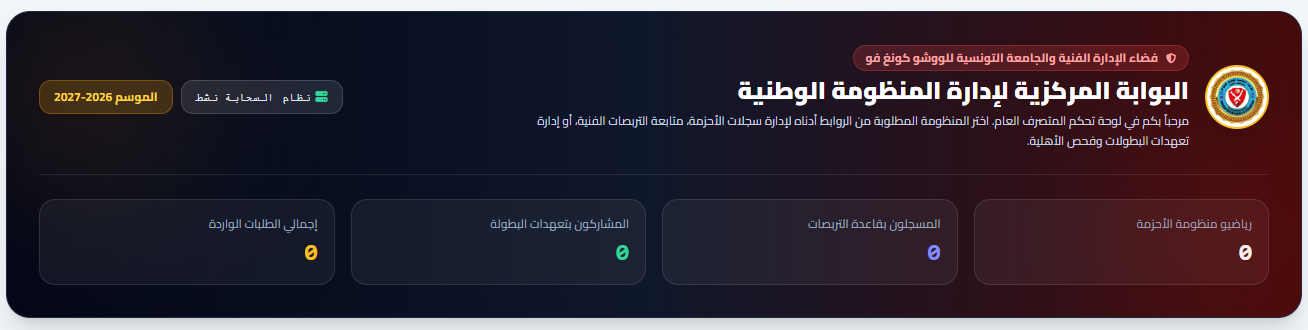 فضاء الإدارة الفنية والجامعة التونسية للووشو كونغ فو
البوابة المركزية لإدارة المنظومة الوطنية
مرحباً بكم في لوحة تحكم المتصرف العام. اختر المنظومة المطلوبة من الروابط أدناه لإدارة سجلات الأحزمة، متابعة التربصات الفنية، أو إدارة
تعهدات البطولات وفحص الأهلية.
نظام السحابة نشط
الموسم 2026-2027
رياضيو منظومة الأحزمة
0
المسجلون بقاعدة التربصات
0
المشاركون بتعهدات البطولة
0
إجمالي الطلبات الواردة
0